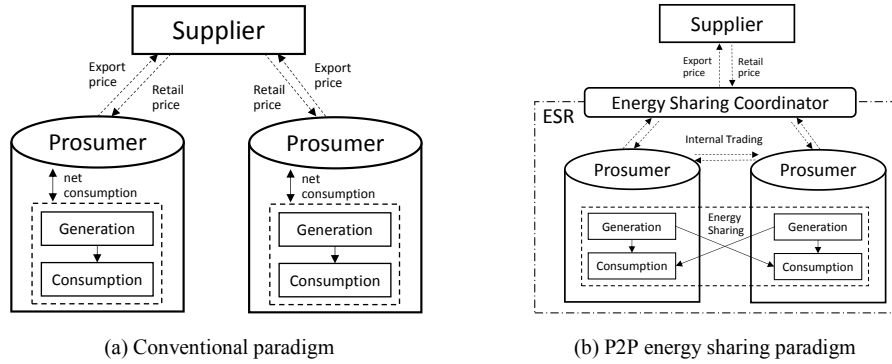 Supplier
Export
price
Retail
price
Retail
price
Export
price
Prosumer
net
consumption
Generation
Consumption
Prosumer
net
consumption
Generation
Consumption
(a) Conventional paradigm
Supplier
Export
price
Retail
price
ESR
Energy Sharing Coordinator
Internal Trading
Prosumer
Prosumer
Energy
Sharing
Generation
Consumption
Generation
Consumption
(b) P2P energy sharing paradigm